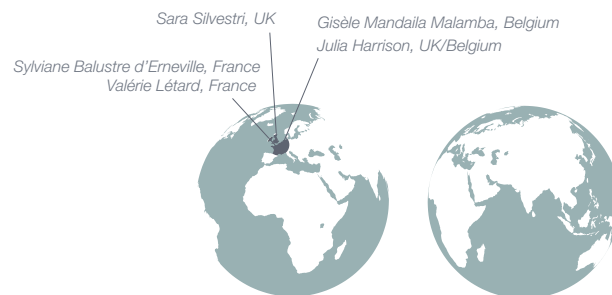 Sara Silvestri, UK
Gisèle Mandaila Malamba, Belgium
Julia Harrison, UK/Belgium
Sylviane Balustre d’Erneville, France
Valérie Létard, France